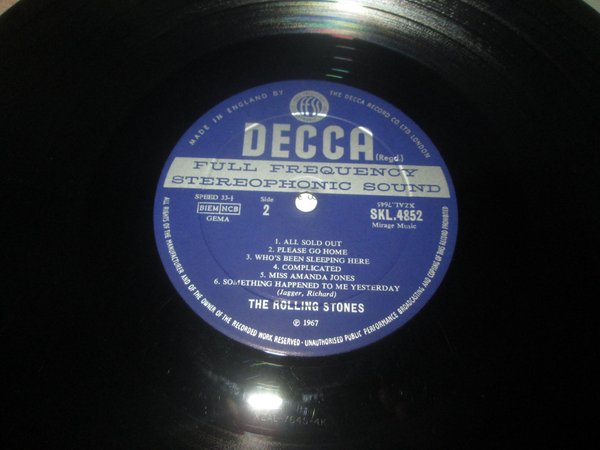 MADE IN ENGLAND BY
THE DECCA RECORD CO LTD LONDON
ffss
DECCA
(Regd.)
FULL FREQUENCY
STEREOPHONIC SOUND
SPEED 33⅓
BIEM NCB
GEMA
Side
2
XZAL.7645
SKL.4852
Mirage Music
1. ALL SOLD OUT
2. PLEASE GO HOME
3. WHO'S BEEN SLEEPING HERE
4. COMPLICATED
5. MISS AMANDA JONES
6. SOMETHING HAPPENED TO ME YESTERDAY
(Jagger, Richard)
THE ROLLING STONES
℗ 1967
ALL RIGHTS OF THE MANUFACTURER AND OF THE OWNER OF THE RECORDED WORK RESERVED · UNAUTHORISED PUBLIC PERFORMANCE BROADCASTING AND COPYING OF THIS RECORD PROHIBITED